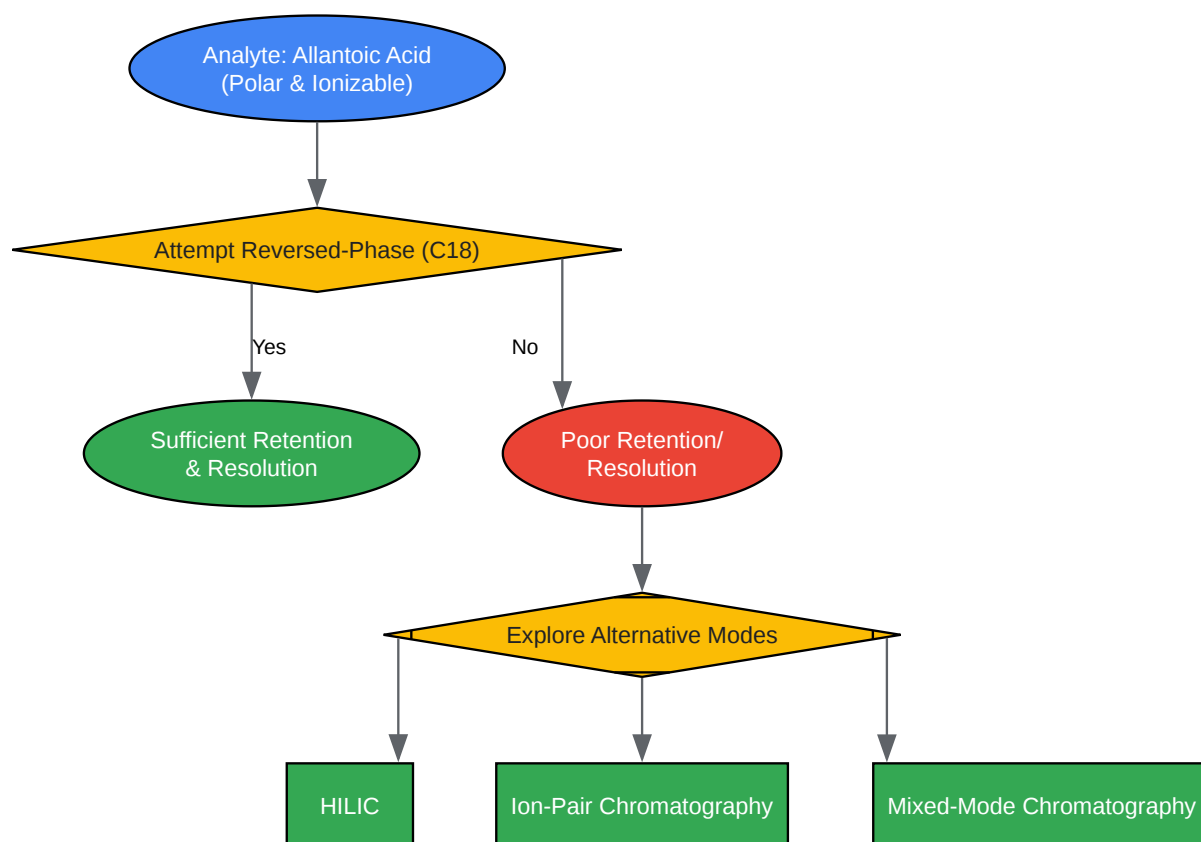 Analyte: Allantoic Acid
(Polar & Ionizable)
Attempt Reversed-Phase (C18)
Yes
No
Sufficient Retention
& Resolution
Poor Retention/
Resolution
Explore Alternative Modes
HILIC
Ion-Pair Chromatography
Mixed-Mode Chromatography